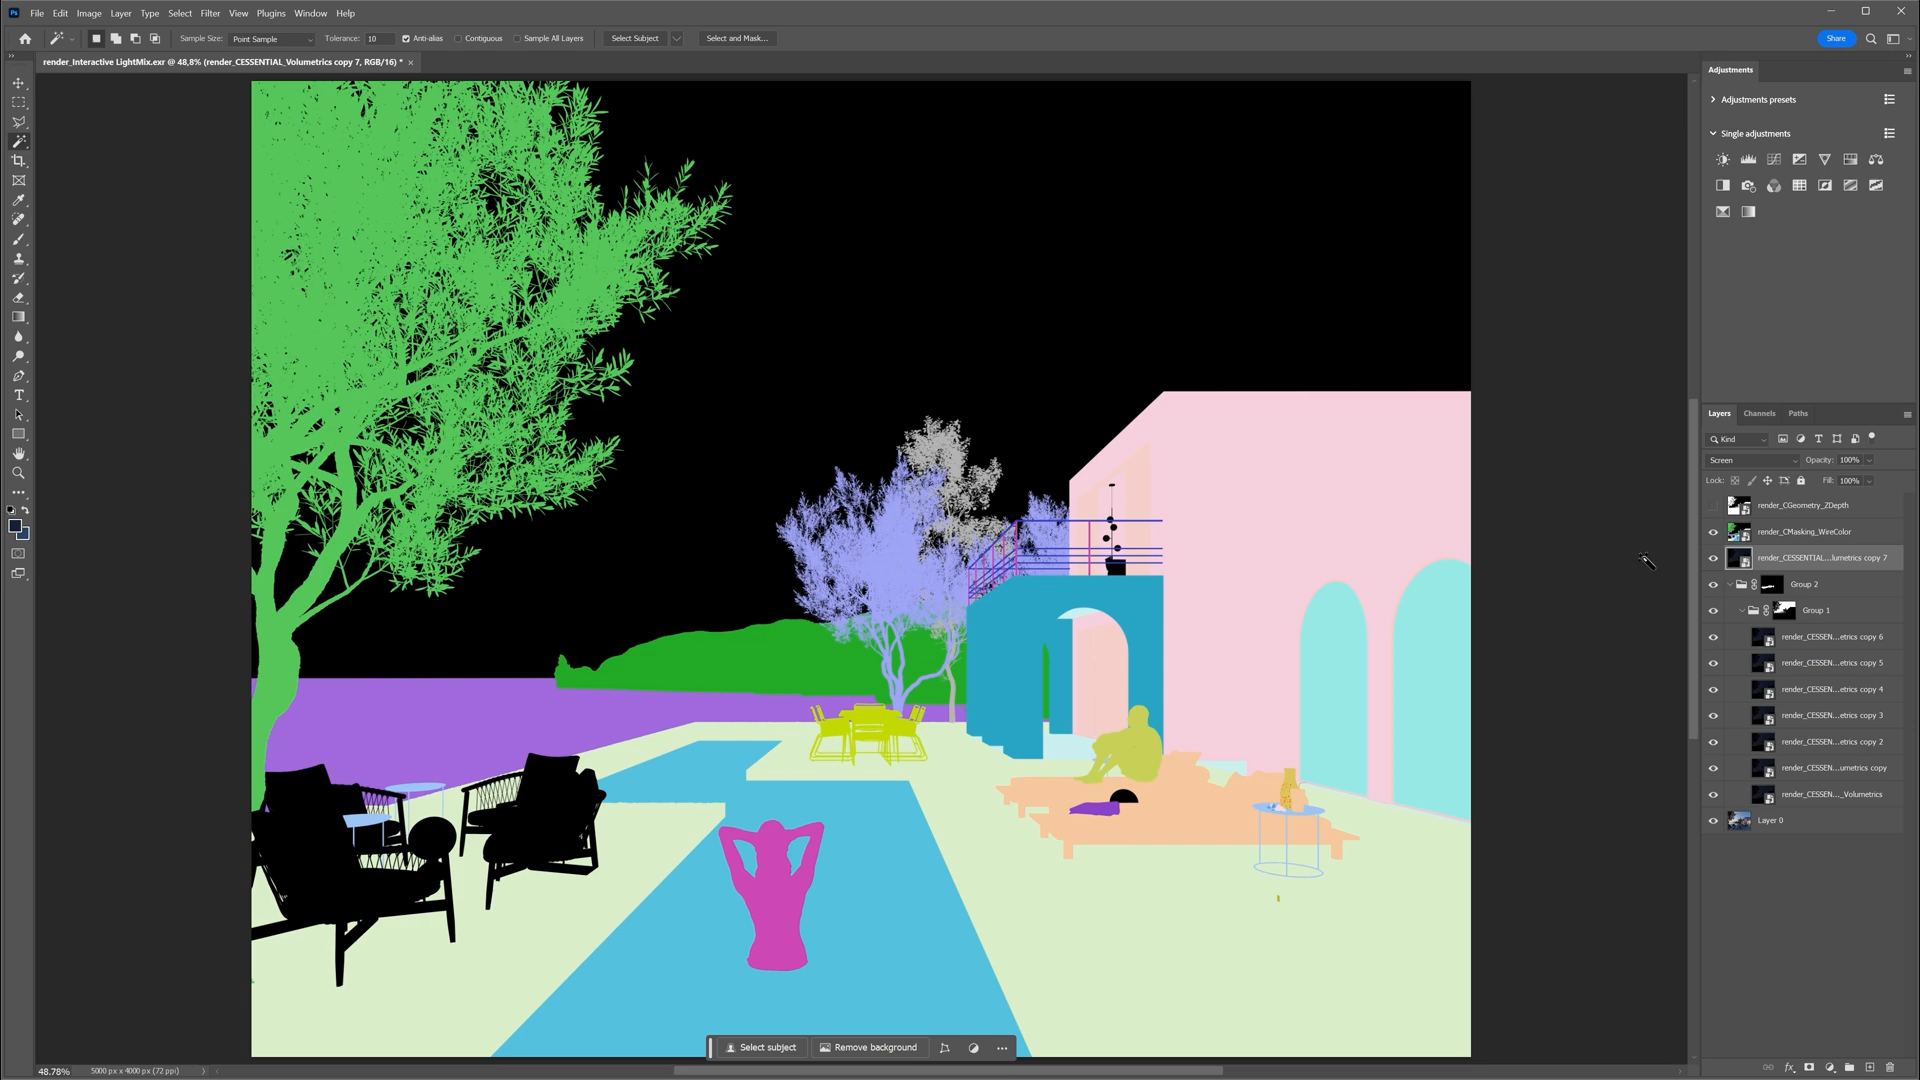 Ps File Edit Image Layer Type Select Filter View Plugins Window Help
Sample Size: Point Sample Tolerance: 10 Anti-alias Contiguous Sample All Layers Select Subject Select and Mask... Share
render_Interactive LightMix.exr @ 48,8% (render_CESSENTIAL_Volumetrics copy 7, RGB/16) *
Adjustments
Adjustments presets
Single adjustments
Layers Channels Paths
Kind
Screen Opacity: 100%
Lock: Fill: 100%
render_CGeometry_ZDepth
render_CMasking_WireColor
render_CESSENTIAL...lumetrics copy 7
Group 2
Group 1
render_CESSEN...etrics copy 6
render_CESSEN...etrics copy 5
render_CESSEN...etrics copy 4
render_CESSEN...etrics copy 3
render_CESSEN...etrics copy 2
render_CESSEN...umetrics copy
render_CESSEN..._Volumetrics
Layer 0
Select subject Remove background
48.78% 5000 px x 4000 px (72 ppi)